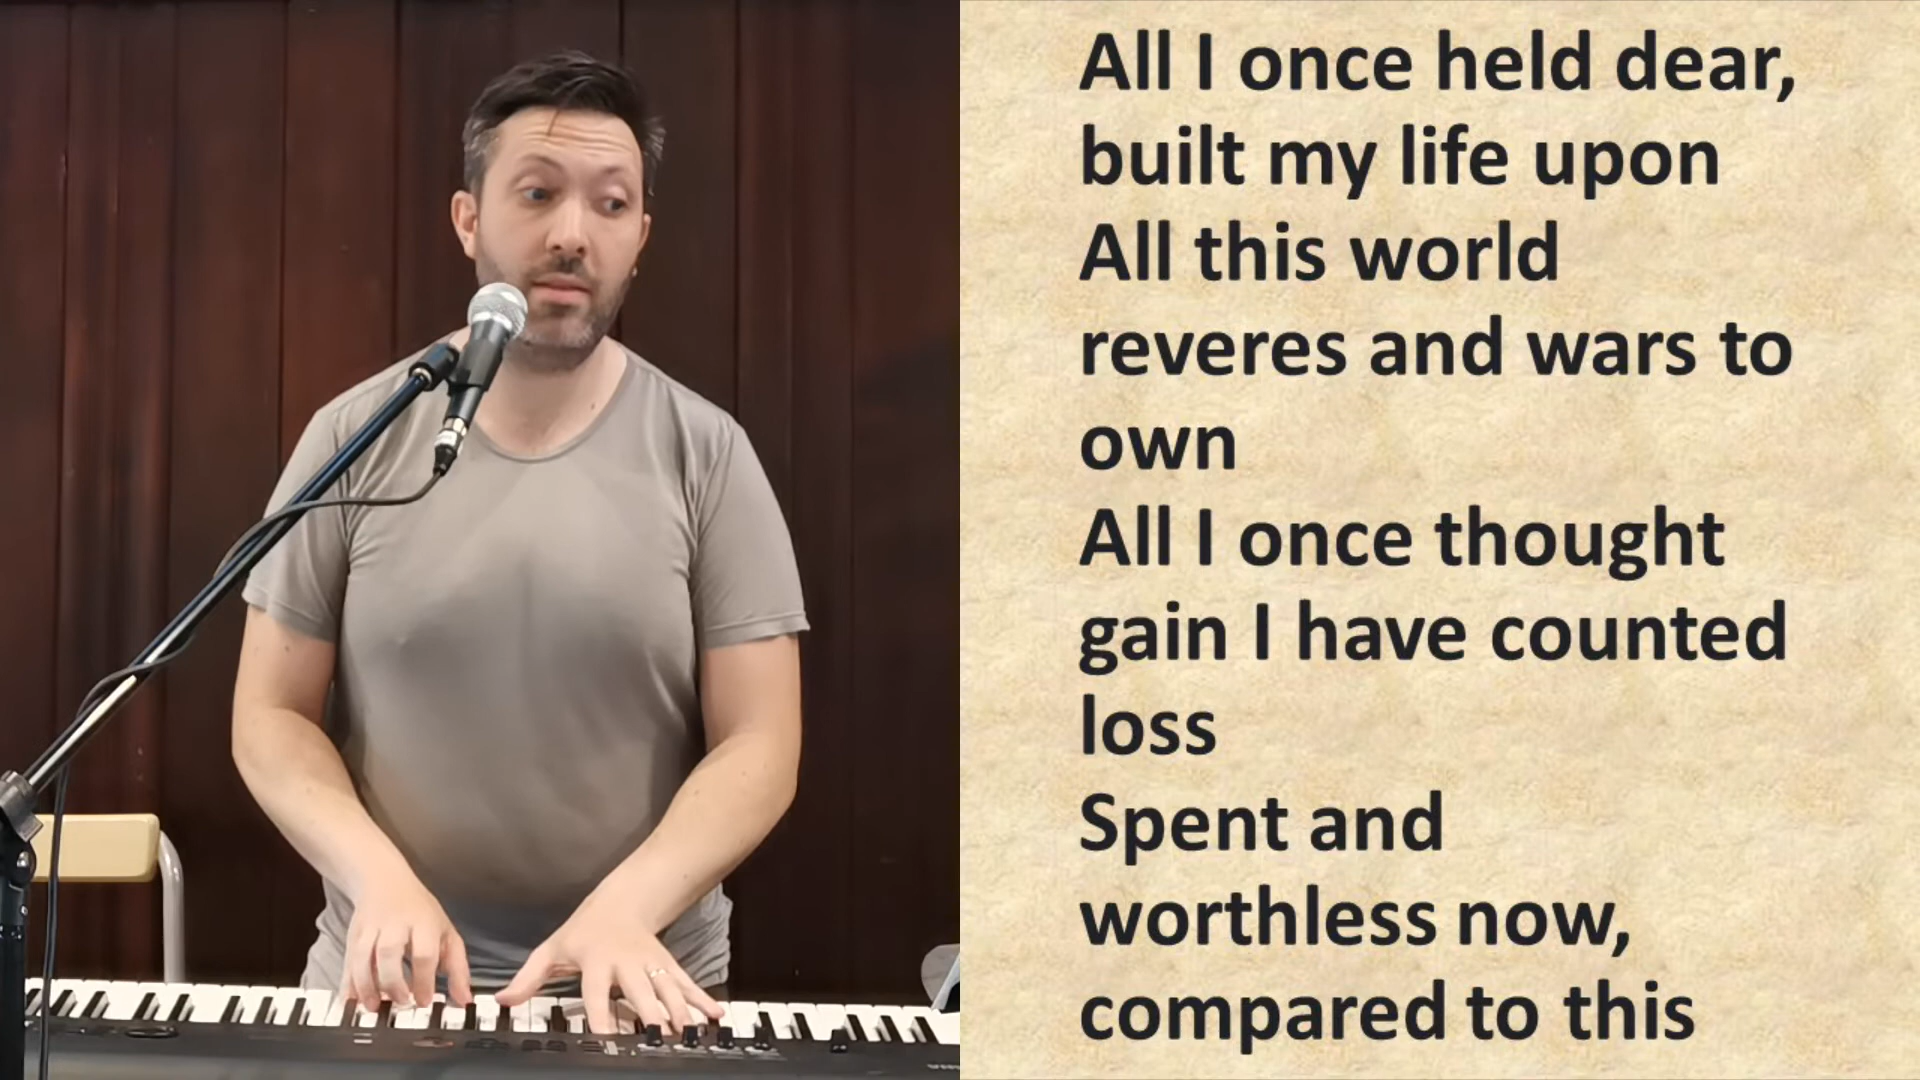 All I once held dear,
built my life upon
All this world
reveres and wars to
own
All I once thought
gain I have counted
loss
Spent and
worthless now,
compared to this